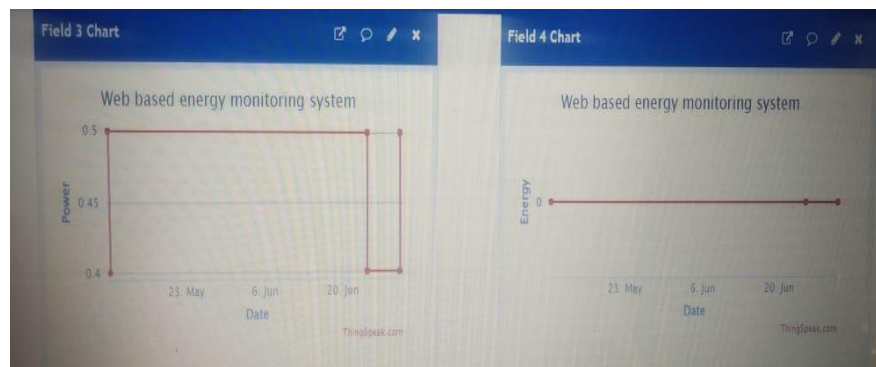 Field 3 Chart
Web based energy monitoring system
Power
0.5
0.45
0.4
23. May
6. Jun
20. Jun
Date
ThingSpeak.com
Field 4 Chart
Web based energy monitoring system
Energy
0
23. May
6. Jun
20. Jun
Date
ThingSpeak.com